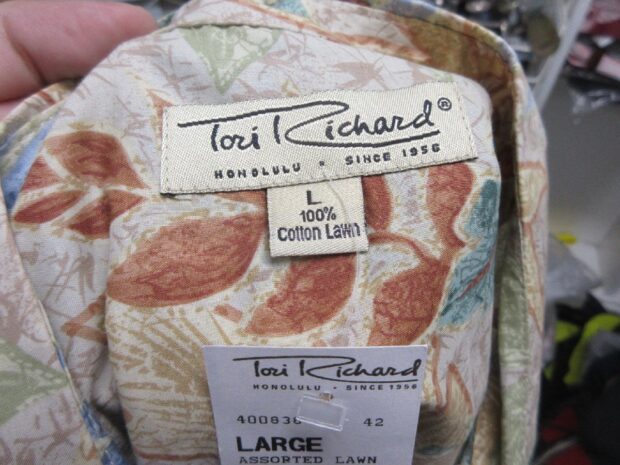 Tori Richard®
HONOLULU • SINCE 1956
L
100%
Cotton Lawn
Tori Richard
HONOLULU • SINCE 1956
42
LARGE
ASSORTED LAWN